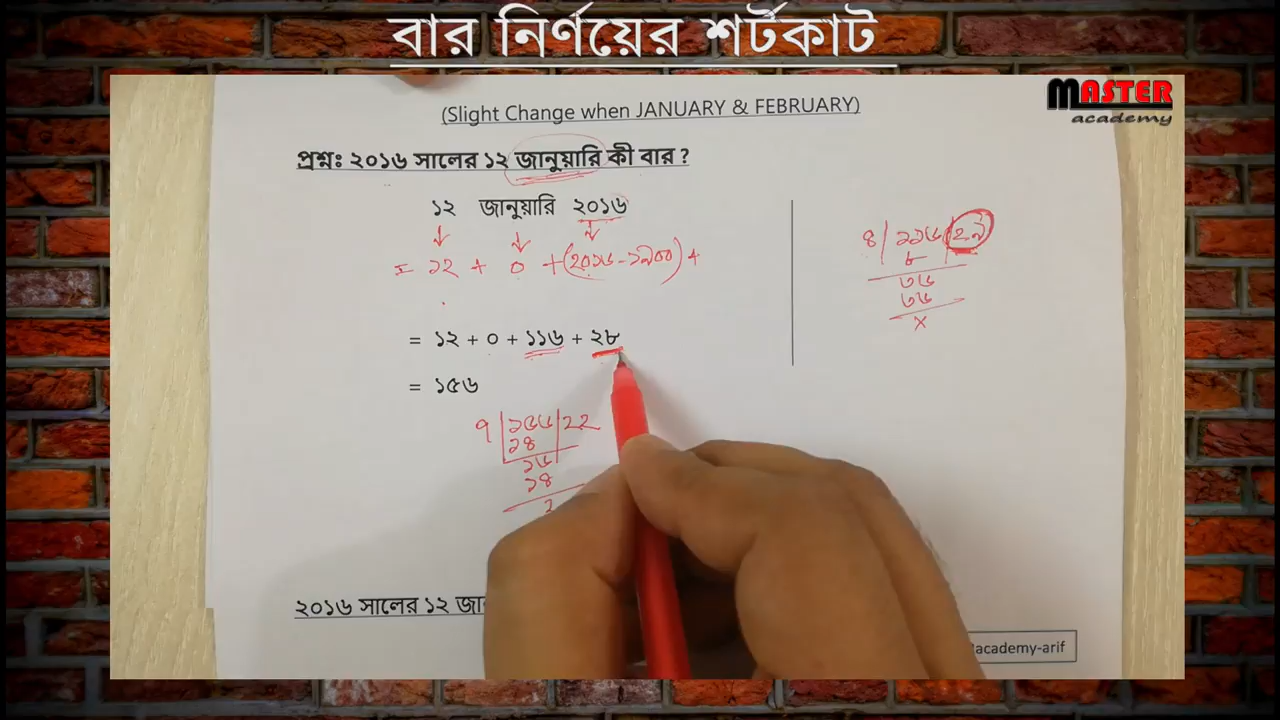 বার নির্ণয়ের শর্টকাট
MASTER
academy
(Slight Change when JANUARY & FEBRUARY)
প্রশ্নঃ ২০১৬ সালের ১২ জানুয়ারি কী বার ?
১২ জানুয়ারি ২০১৬
= ১২ + ০ + (২০১৬ - ১৯০০) +
= ১২ + ০ + ১১৬ + ২৮
= ১৫৬
৭ ১৫৬ ২২
১৪
১৬
১৪
২
৪ ১১৬ ২৯
৮
৩৬
৩৬
x
২০১৬ সালের ১২
academy-arif